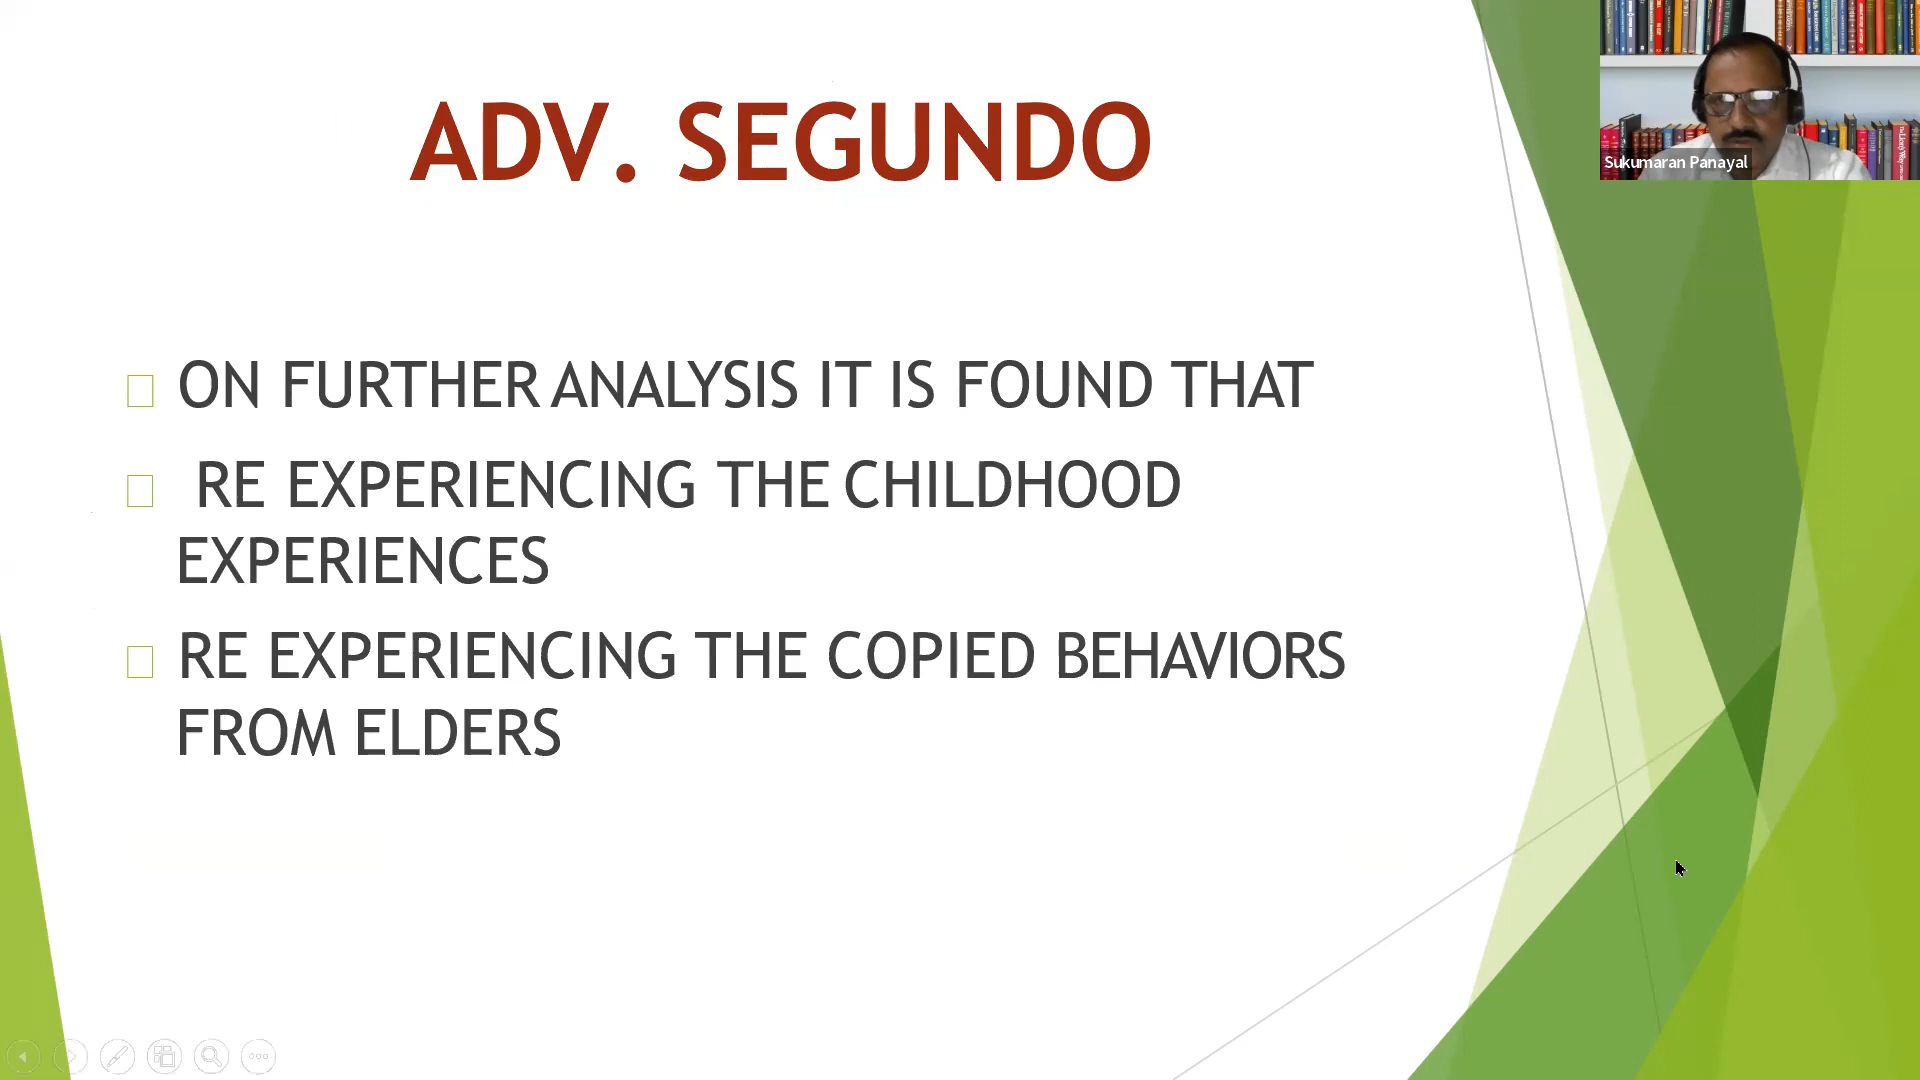 ADV. SEGUNDO
ON FURTHER ANALYSIS IT IS FOUND THAT
RE EXPERIENCING THE CHILDHOOD
EXPERIENCES
RE EXPERIENCING THE COPIED BEHAVIORS
FROM ELDERS
Sukumaran Panayal